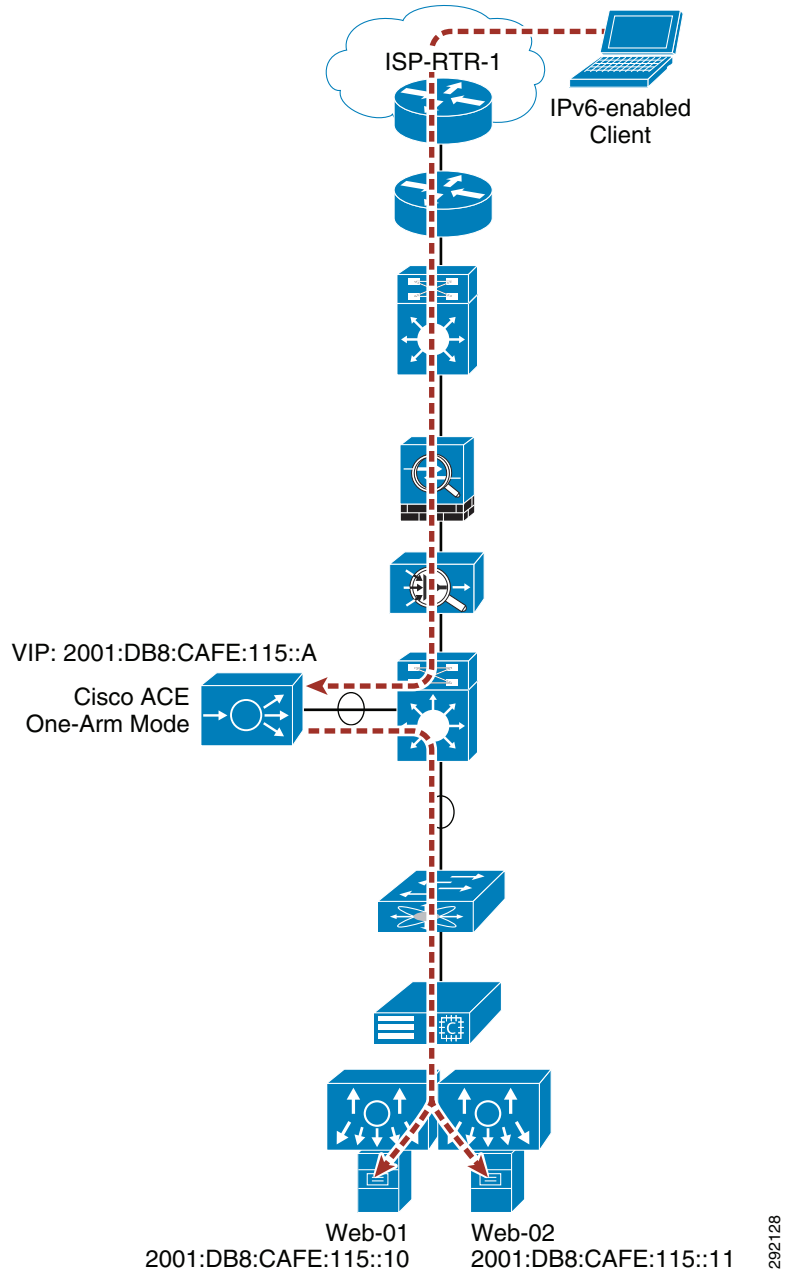 ISP-RTR-1
IPv6-enabled
Client
VIP: 2001:DB8:CAFE:115::A
Cisco ACE
One-Arm Mode
Web-01
2001:DB8:CAFE:115::10
Web-02
2001:DB8:CAFE:115::11
292128